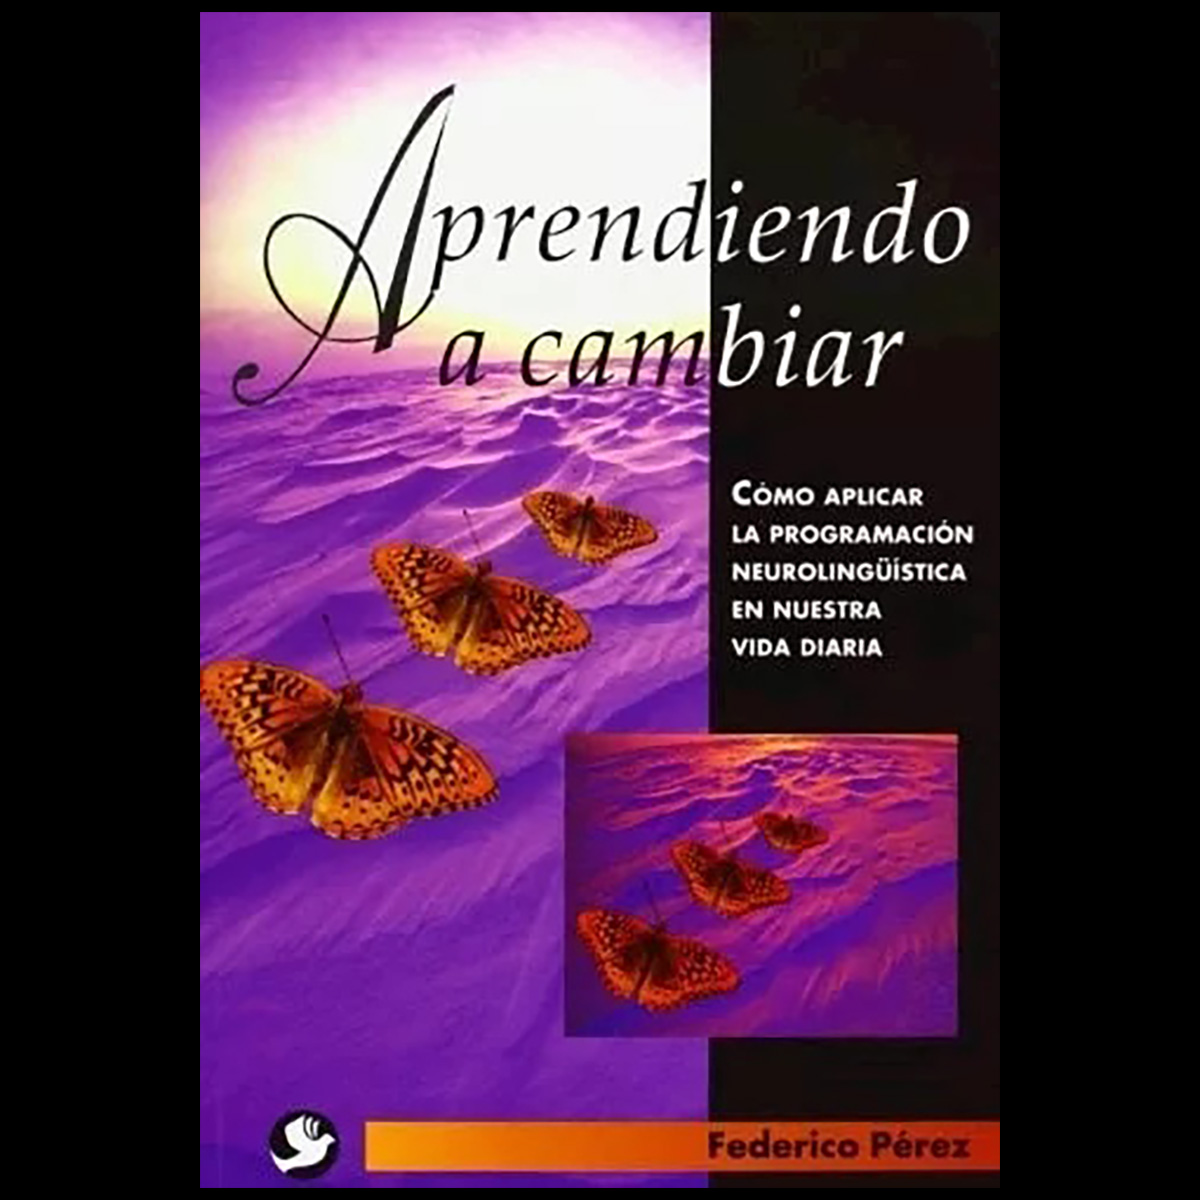 Aprendiendo
a cambiar
CÓMO APLICAR
LA PROGRAMACIÓN
NEUROLINGÜÍSTICA
EN NUESTRA
VIDA DIARIA
Federico Pérez